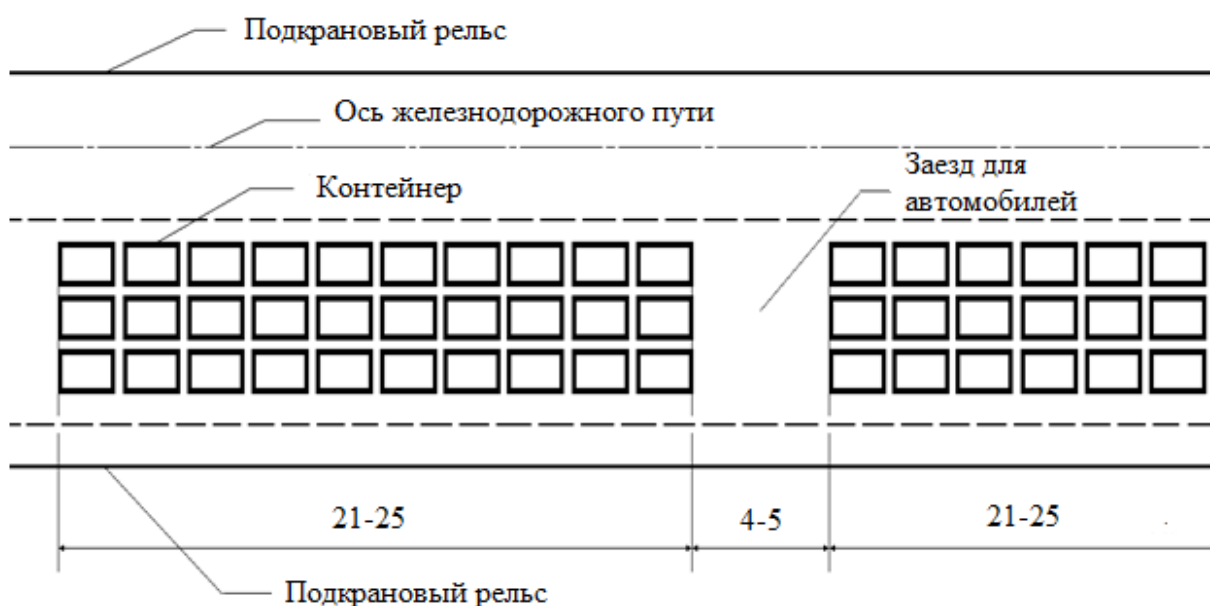 Подкрановый рельс
Ось железнодорожного пути
Заезд для
автомобилей
Контейнер
21-25
4-5
21-25
Подкрановый рельс